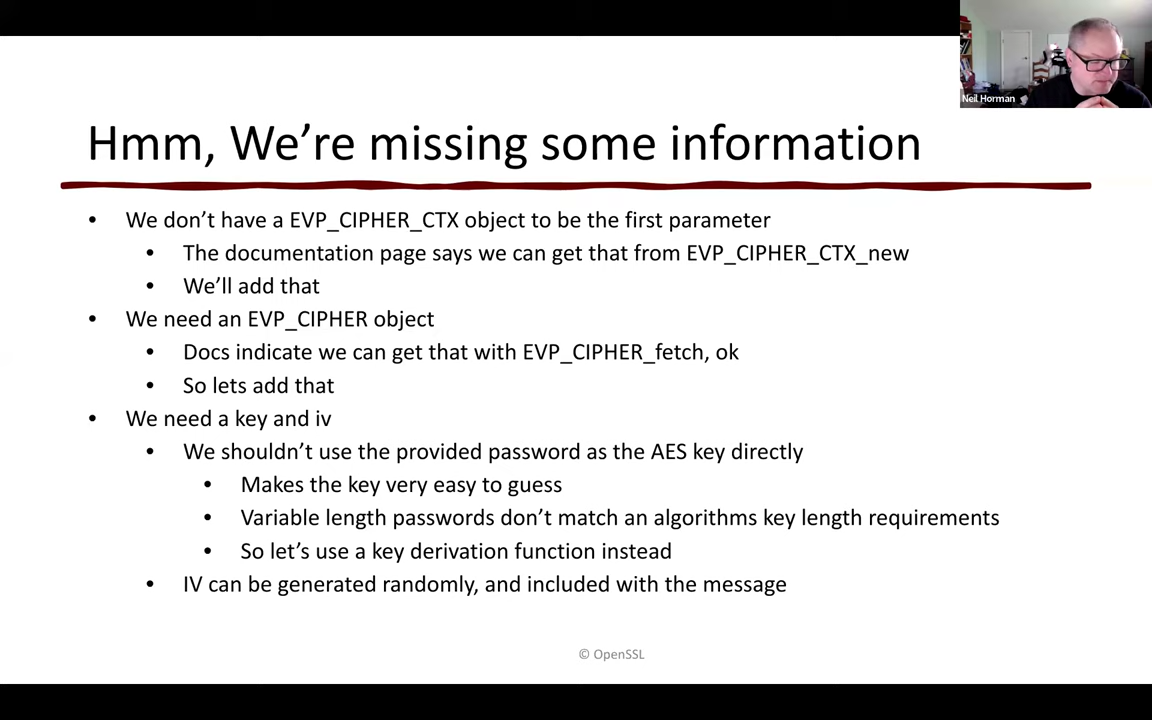 Neil Horman
Hmm, We're missing some information
• We don't have a EVP_CIPHER_CTX object to be the first parameter
• The documentation page says we can get that from EVP_CIPHER_CTX_new
• We'll add that
• We need an EVP_CIPHER object
• Docs indicate we can get that with EVP_CIPHER_fetch, ok
• So lets add that
• We need a key and iv
• We shouldn't use the provided password as the AES key directly
• Makes the key very easy to guess
• Variable length passwords don't match an algorithms key length requirements
• So let's use a key derivation function instead
• IV can be generated randomly, and included with the message
© OpenSSL